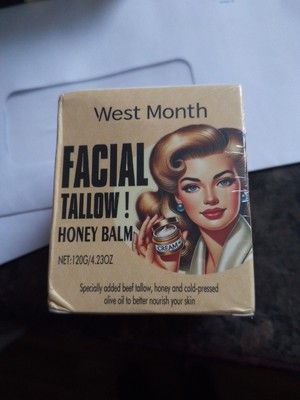 West Month
FACIAL
TALLOW !
HONEY BALM
CREAM
NET:120G/4.23OZ
Specially added beef tallow, honey and cold-pressed
olive oil to better nourish your skin